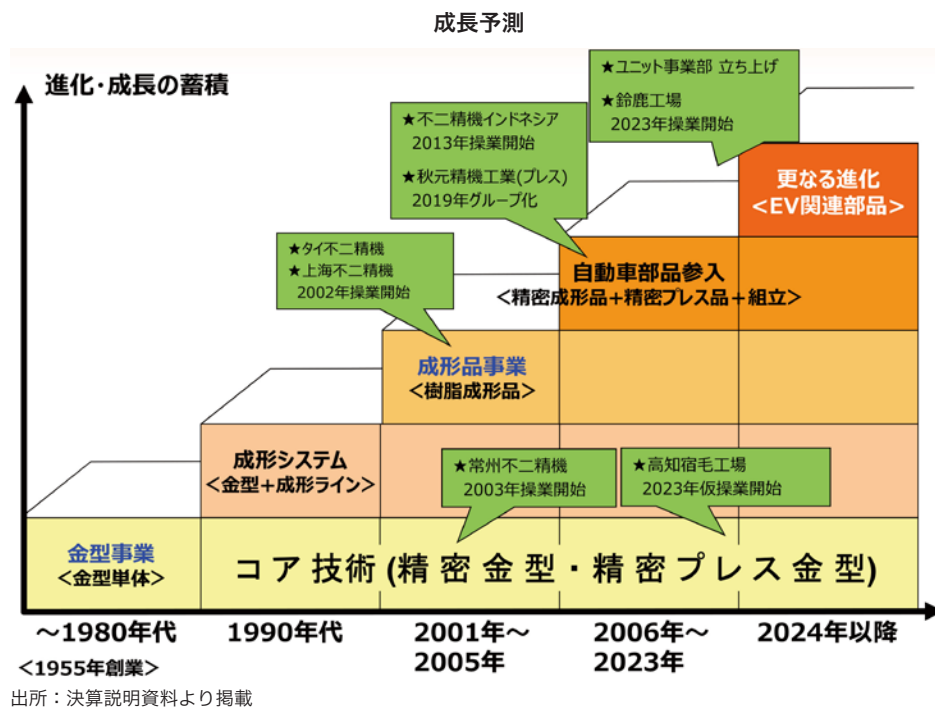 成長予測
進化・成長の蓄積
★ユニット事業部 立ち上げ
★鈴鹿工場
2023年操業開始
★不二精機インドネシア
2013年操業開始
★秋元精機工業(プレス)
2019年グループ化
更なる進化
<EV関連部品>
★タイ不二精機
★上海不二精機
2002年操業開始
自動車部品参入
<精密成形品+精密プレス品+組立>
成形品事業
<樹脂成形品>
成形システム
<金型+成形ライン>
★常州不二精機
2003年操業開始
★高知宿毛工場
2023年仮操業開始
金型事業
<金型単体>
コア技術(精密金型・精密プレス金型)
～1980年代
<1955年創業>
1990年代
2001年～
2005年
2006年～
2023年
2024年以降
出所：決算説明資料より掲載